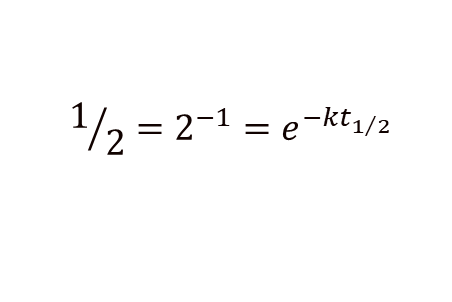 1/2 = 2⁻¹ = e^{-kt_{1/2}}